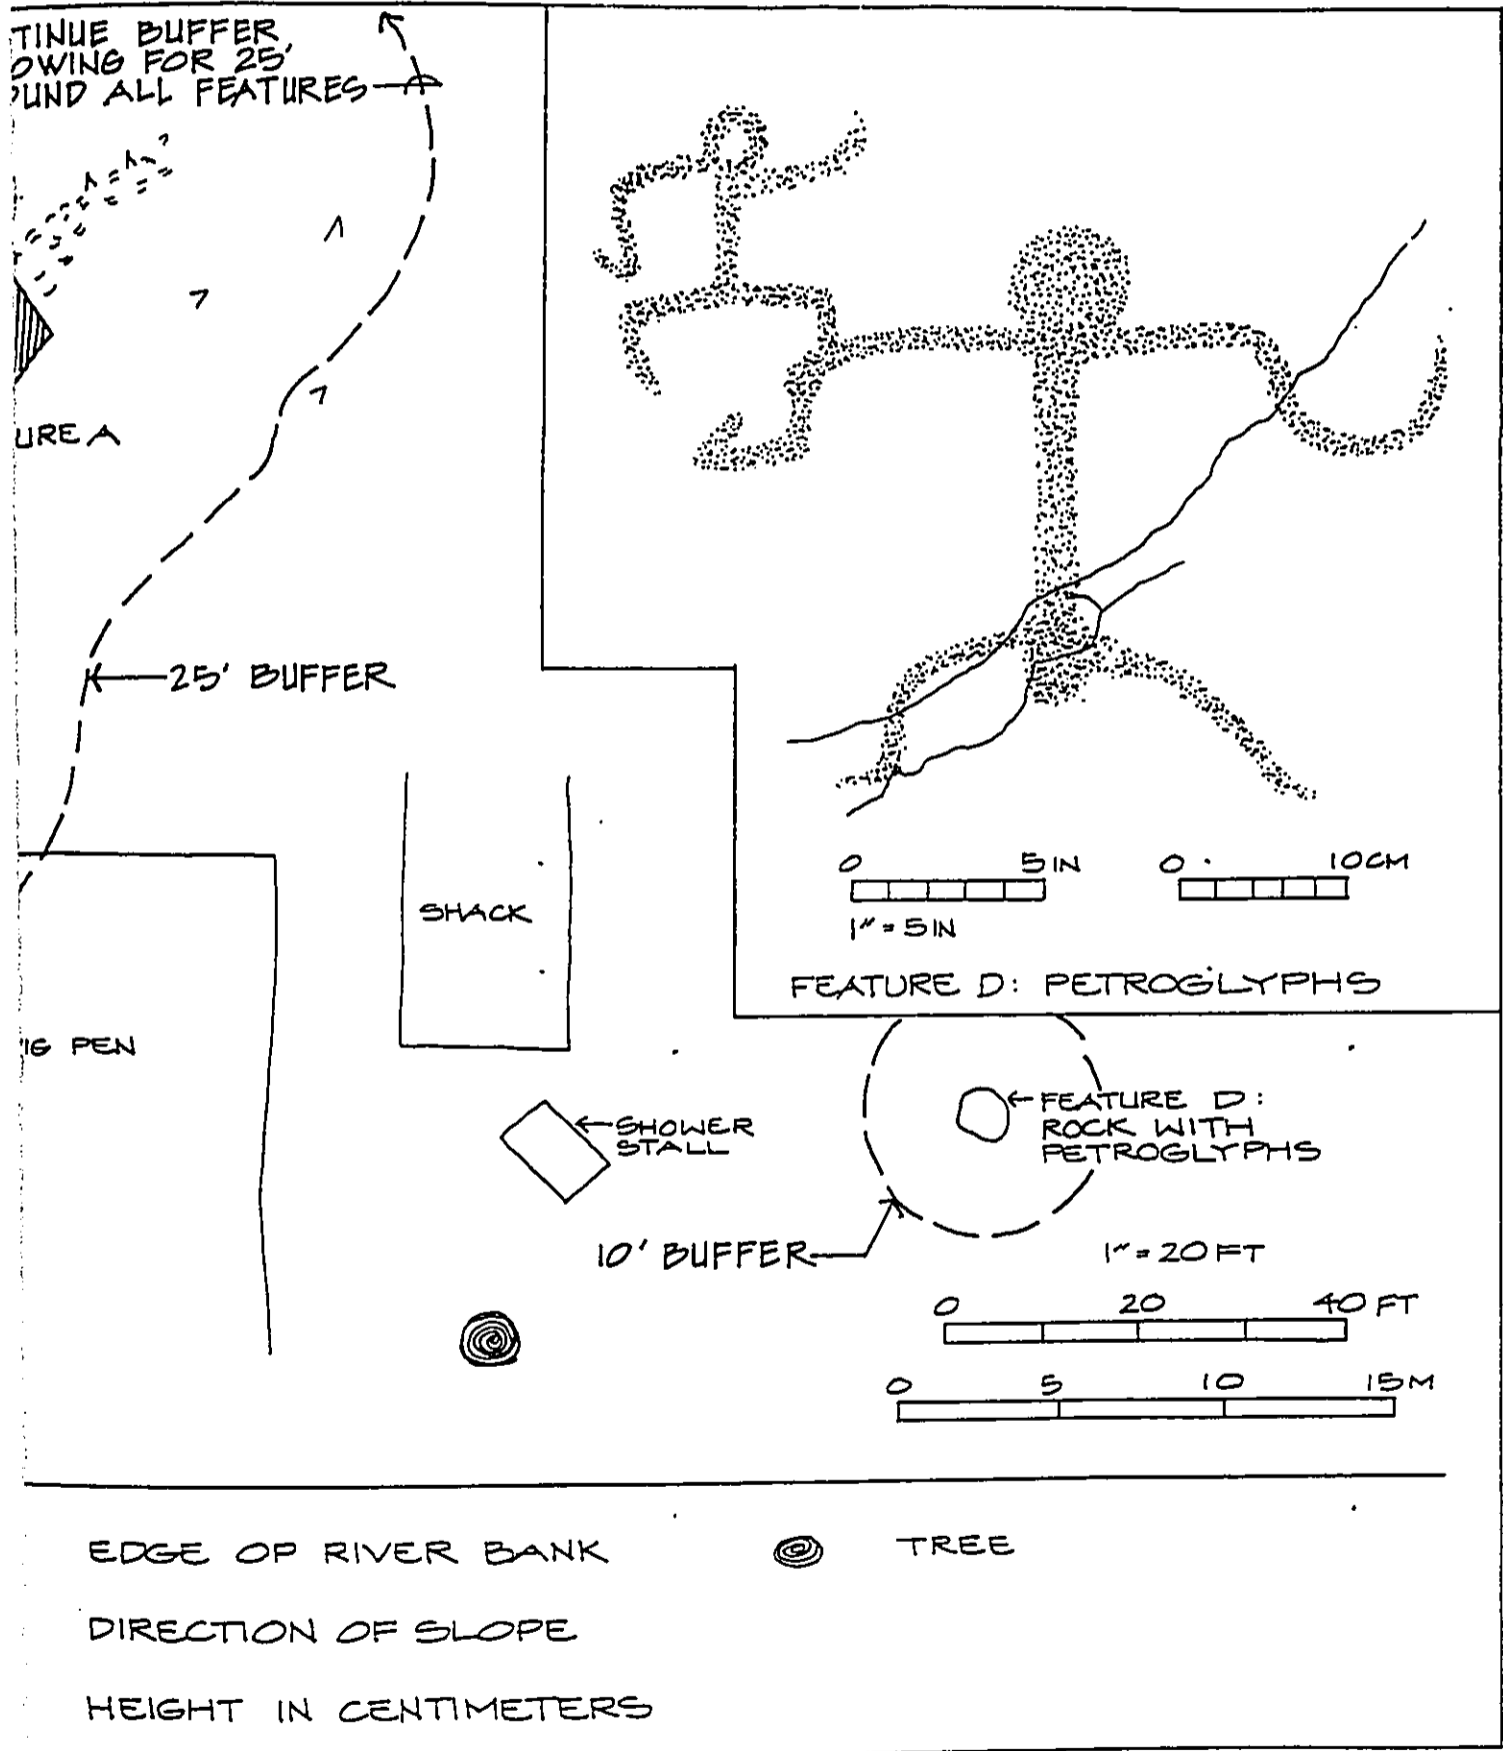 TINUE BUFFER
OWING FOR 25'
UND ALL FEATURES
URE A
25' BUFFER
0 5 IN 0 10 CM
1" = 5 IN
FEATURE D: PETROGLYPHS
SHACK
IG PEN
SHOWER
STALL
FEATURE D:
ROCK WITH
PETROGLYPHS
10' BUFFER
1" = 20 FT
0 20 40 FT
0 5 10 15 M
EDGE OF RIVER BANK TREE
DIRECTION OF SLOPE
HEIGHT IN CENTIMETERS